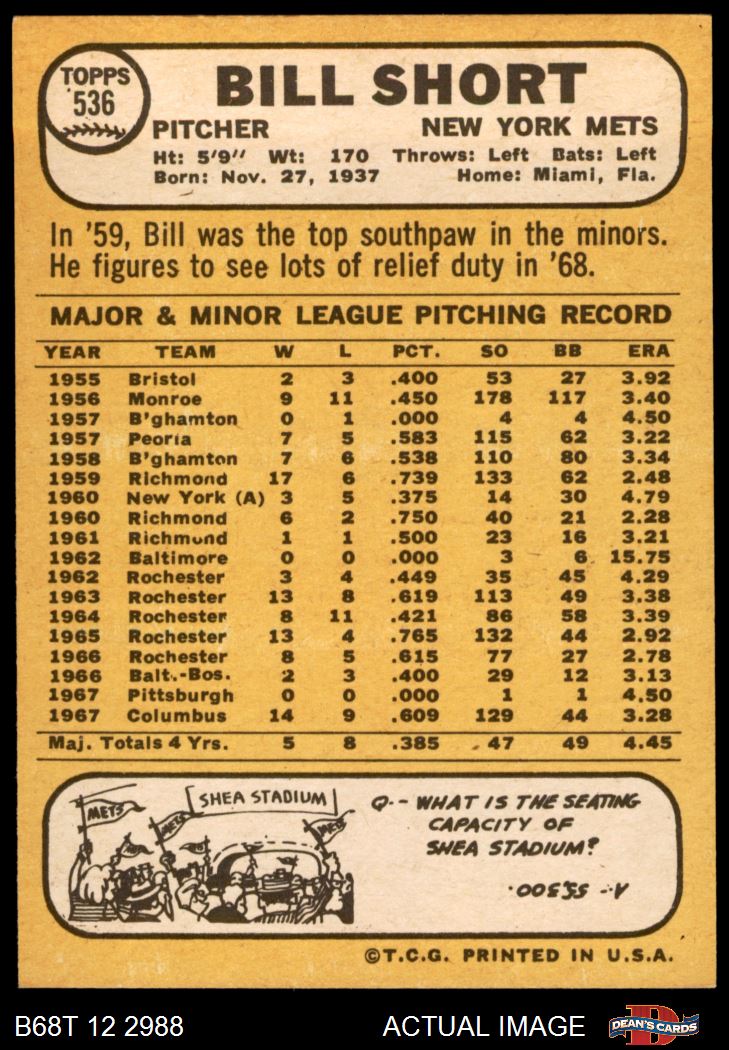 TOPPS
536
BILL SHORT
PITCHER NEW YORK METS
Ht: 5'9" Wt: 170 Throws: Left Bats: Left
Born: Nov. 27, 1937 Home: Miami, Fla.
In '59, Bill was the top southpaw in the minors.
He figures to see lots of relief duty in '68.
MAJOR & MINOR LEAGUE PITCHING RECORD
YEAR TEAM W L PCT. SO BB ERA
1955 Bristol 2 3 .400 53 27 3.92
1956 Monroe 9 11 .450 178 117 3.40
1957 B'ghamton 0 1 .000 4 4 4.50
1957 Peoria 7 5 .583 115 62 3.22
1958 B'ghamton 7 6 .538 110 80 3.34
1959 Richmond 17 6 .739 133 62 2.48
1960 New York (A) 3 5 .375 14 30 4.79
1960 Richmond 6 2 .750 40 21 2.28
1961 Richmond 1 1 .500 23 16 3.21
1962 Baltimore 0 0 .000 3 6 15.75
1962 Rochester 3 4 .449 35 45 4.29
1963 Rochester 13 8 .619 113 49 3.38
1964 Rochester 8 11 .421 86 58 3.39
1965 Rochester 13 4 .765 132 44 2.92
1966 Rochester 8 5 .615 77 27 2.78
1966 Balt.-Bos. 2 3 .400 29 12 3.13
1967 Pittsburgh 0 0 .000 1 1 4.50
1967 Columbus 14 9 .609 129 44 3.28
Maj. Totals 4 Yrs. 5 8 .385 47 49 4.45
SHEA STADIUM
METS
METS
METS
METS
Q.-WHAT IS THE SEATING
CAPACITY OF
SHEA STADIUM?
A-55,300.
©T.C.G. PRINTED IN U.S.A.
B68T 12 2988 ACTUAL IMAGE
D
DEAN'S CARDS